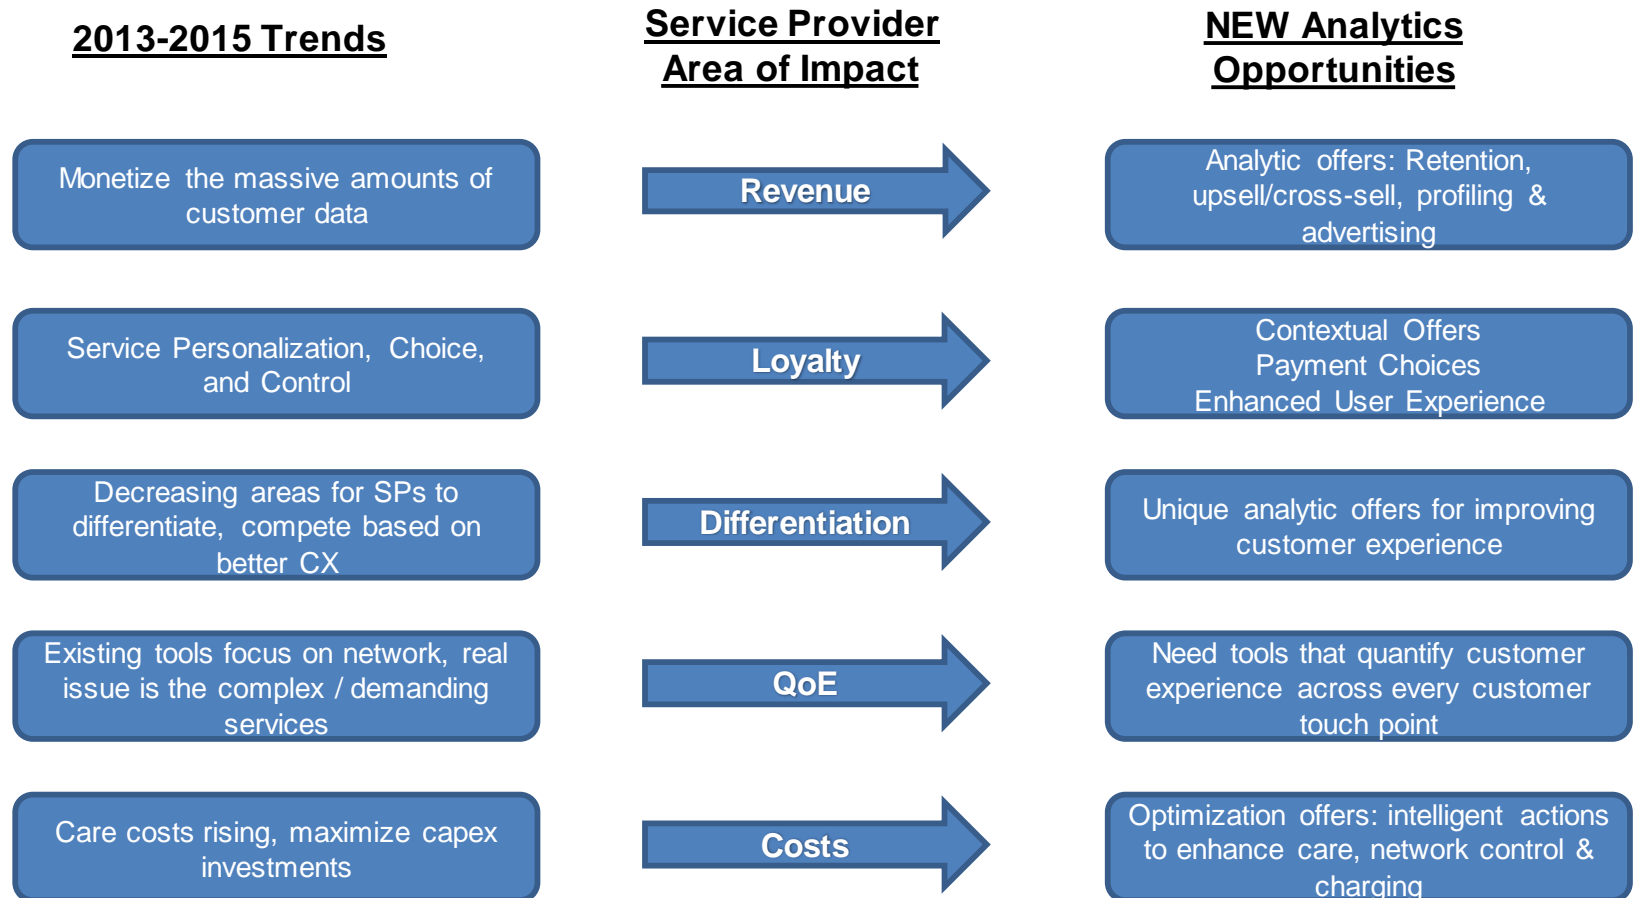 2013-2015 Trends
Service Provider
Area of Impact
NEW Analytics
Opportunities
Monetize the massive amounts of
customer data
Revenue
Analytic offers: Retention,
upsell/cross-sell, profiling &
advertising
Service Personalization, Choice,
and Control
Loyalty
Contextual Offers
Payment Choices
Enhanced User Experience
Decreasing areas for SPs to
differentiate, compete based on
better CX
Differentiation
Unique analytic offers for improving
customer experience
Existing tools focus on network, real
issue is the complex / demanding
services
QoE
Need tools that quantify customer
experience across every customer
touch point
Care costs rising, maximize capex
investments
Costs
Optimization offers: intelligent actions
to enhance care, network control &
charging